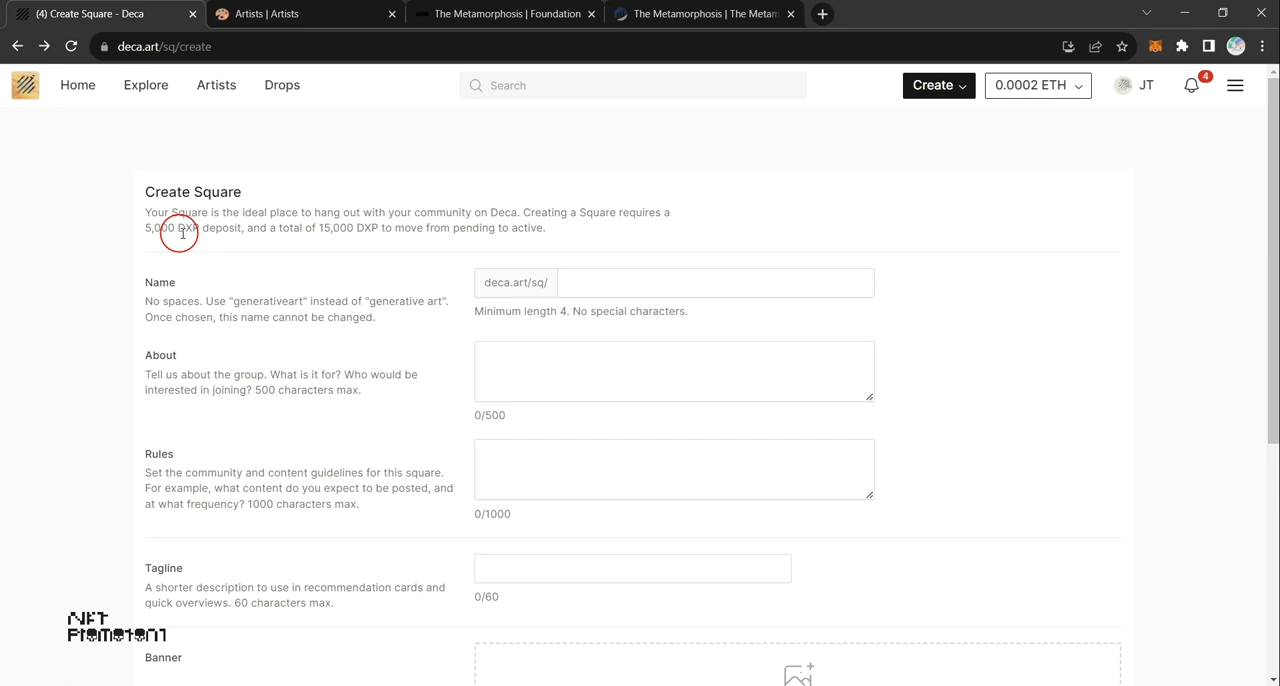 (4) Create Square - Deca
Artists | Artists
The Metamorphosis | Foundation
The Metamorphosis | The Metam
deca.art/sq/create
Home
Explore
Artists
Drops
Search
Create
0.0002 ETH
JT
4
Create Square
Your Square is the ideal place to hang out with your community on Deca. Creating a Square requires a
5,000 DXP deposit, and a total of 15,000 DXP to move from pending to active.
Name
No spaces. Use "generativeart" instead of "generative art".
Once chosen, this name cannot be changed.
deca.art/sq/
Minimum length 4. No special characters.
About
Tell us about the group. What is it for? Who would be
interested in joining? 500 characters max.
0/500
Rules
Set the community and content guidelines for this square.
For example, what content do you expect to be posted, and
at what frequency? 1000 characters max.
0/1000
Tagline
A shorter description to use in recommendation cards and
quick overviews. 60 characters max.
0/60
NFT
Banner